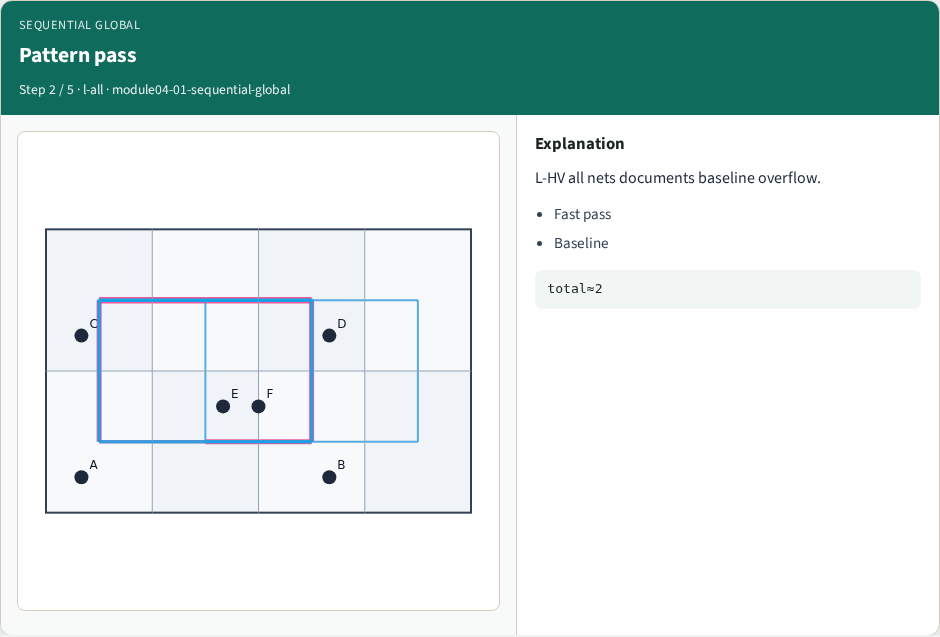 SEQUENTIAL GLOBAL
Pattern pass
Step 2 / 5 · l-all · module04-01-sequential-global
C
D
E
F
A
B
Explanation
L-HV all nets documents baseline overflow.
• Fast pass
• Baseline
total≈2